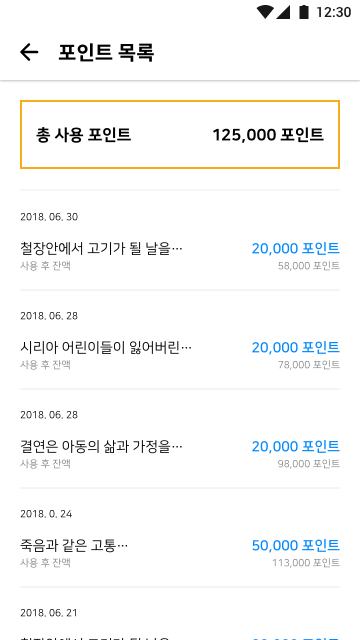 12:30
포인트 목록
총 사용 포인트 125,000 포인트
2018. 06. 30
철장안에서 고기가 될 날을… 20,000 포인트
사용 후 잔액 58,000 포인트
2018. 06. 28
시리아 어린이들이 잃어버린… 20,000 포인트
사용 후 잔액 78,000 포인트
2018. 06. 28
결연은 아동의 삶과 가정을… 20,000 포인트
사용 후 잔액 98,000 포인트
2018. 0. 24
죽음과 같은 고통… 50,000 포인트
사용 후 잔액 113,000 포인트
2018. 06. 21